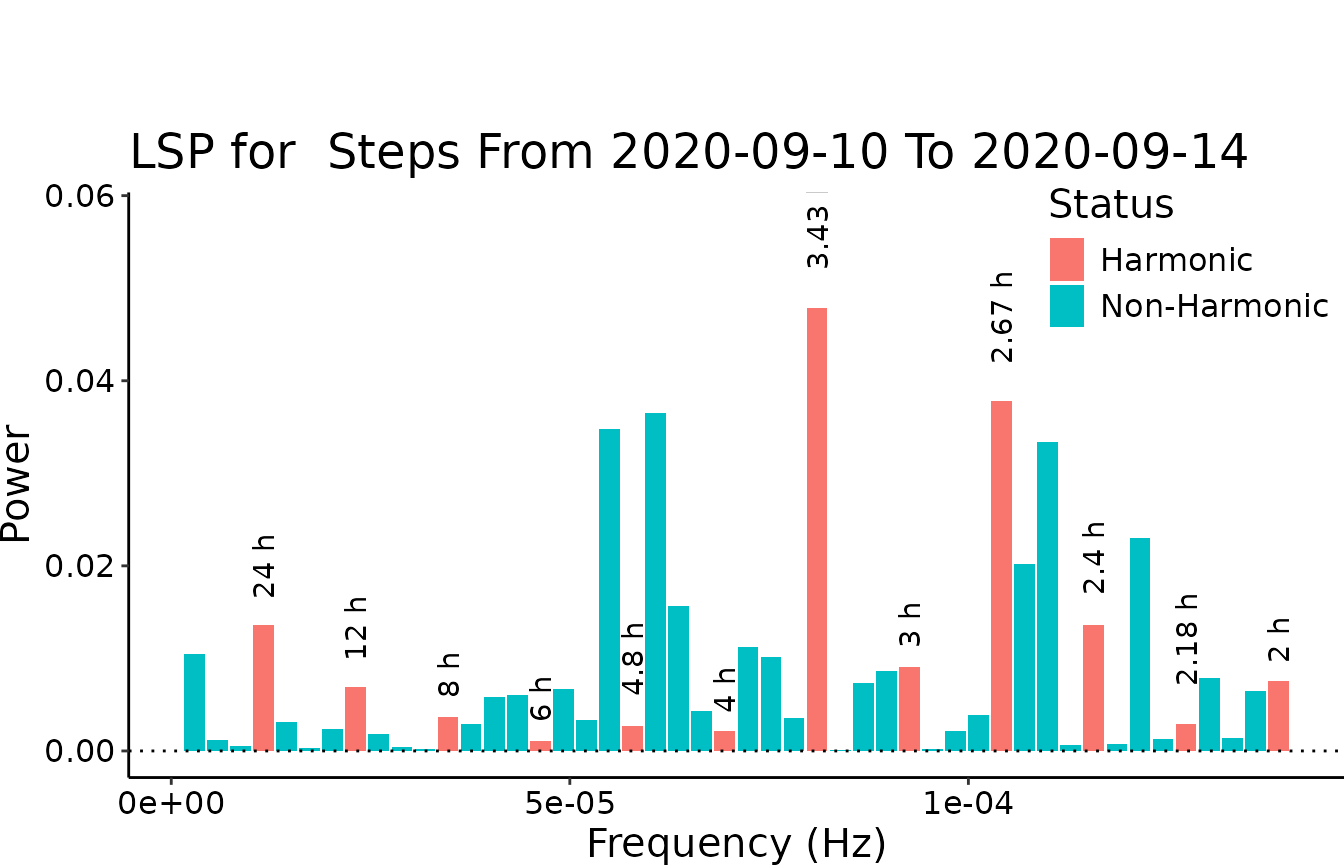 LSP for  Steps From 2020-09-10 To 2020-09-14
Status
Harmonic
Non-Harmonic
Power
0.06
0.04
0.02
0.00
24 h
12 h
8 h
6 h
4.8 h
4 h
3.43
3 h
2.67 h
2.4 h
2.18 h
2 h
0e+00
5e-05
1e-04
Frequency (Hz)